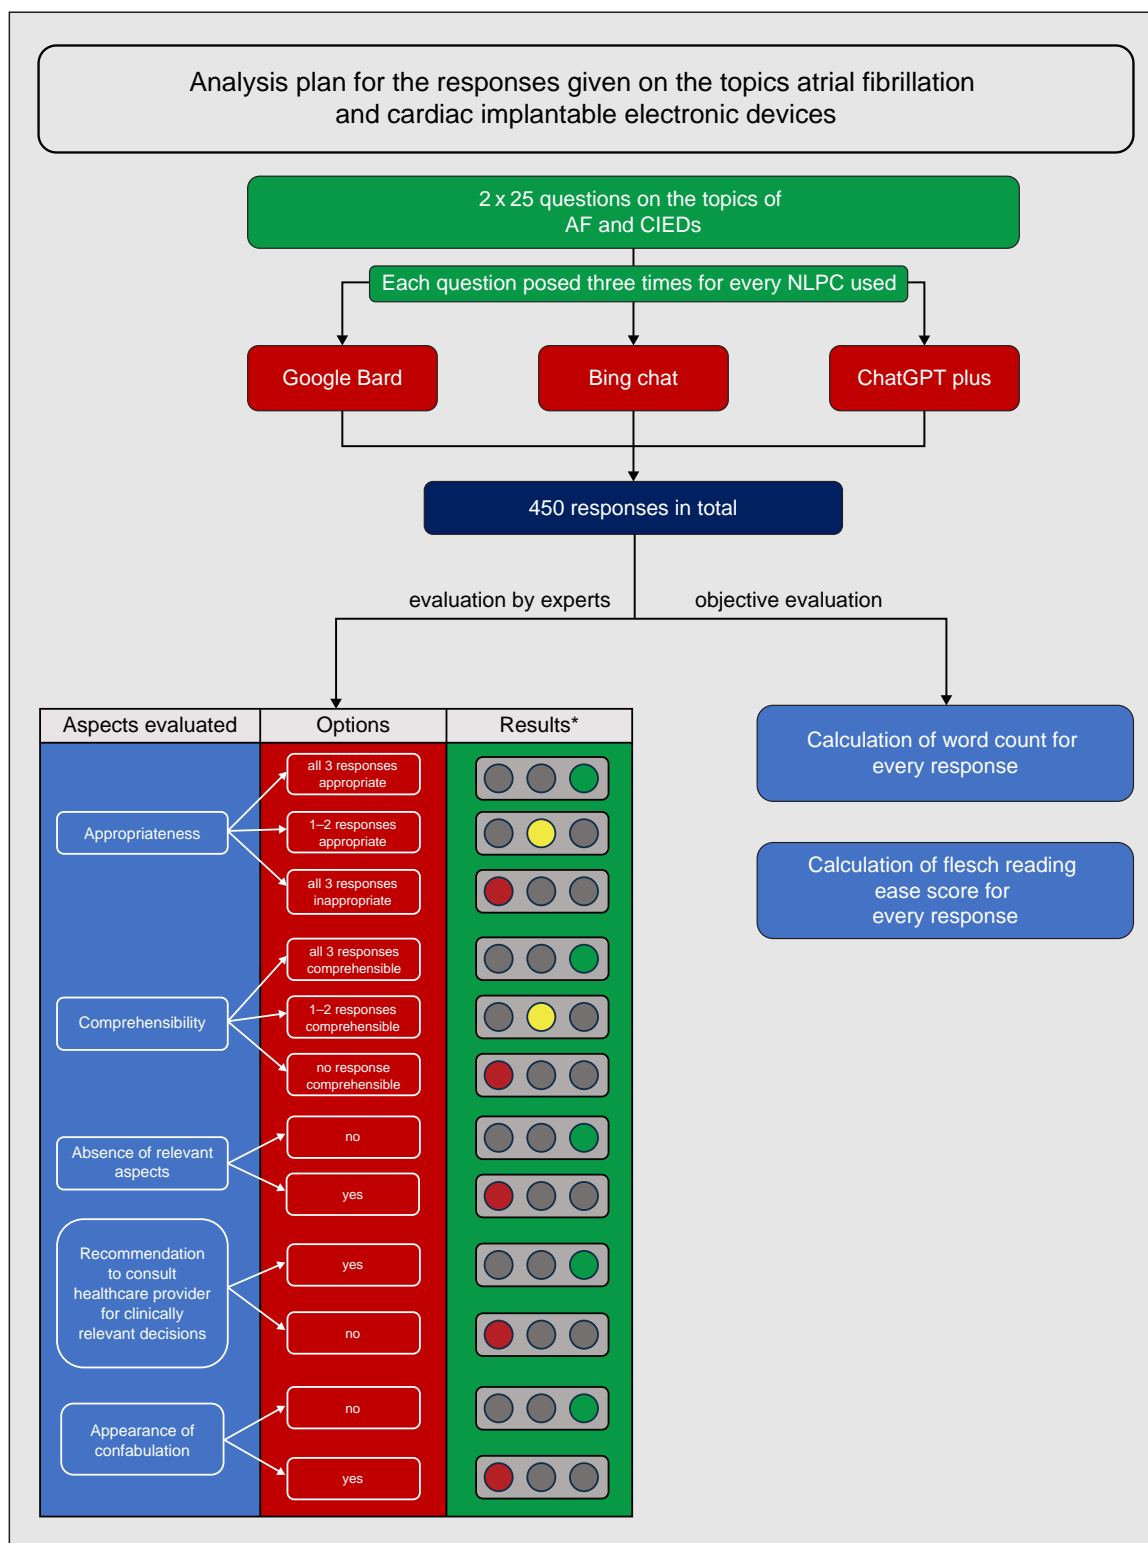 Analysis plan for the responses given on the topics atrial fibrillation
and cardiac implantable electronic devices
2 x 25 questions on the topics of
AF and CIEDs
Each question posed three times for every NLPC used
Google Bard
Bing chat
ChatGPT plus
450 responses in total
evaluation by experts
objective evaluation
Aspects evaluated
Options
Results*
Appropriateness
all 3 responses
appropriate
1–2 responses
appropriate
all 3 responses
inappropriate
Comprehensibility
all 3 responses
comprehensible
1–2 responses
comprehensible
no response
comprehensible
Absence of relevant
aspects
no
yes
Recommendation
to consult
healthcare provider
for clinically
relevant decisions
yes
no
Appearance of
confabulation
no
yes
Calculation of word count for
every response
Calculation of flesch reading
ease score for
every response